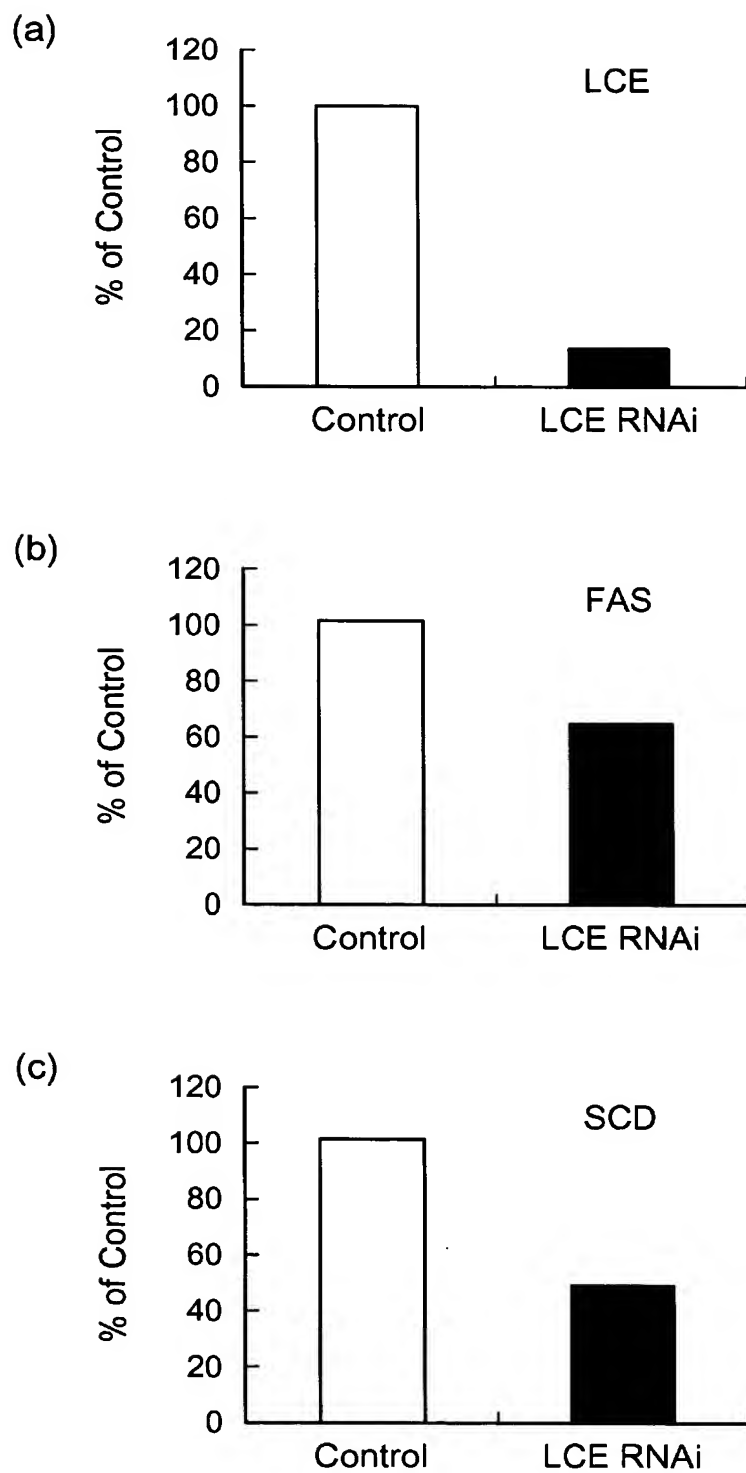 (a)
120
100
80
60
40
20
0
% of Control
LCE
Control LCE RNAi
(b)
120
100
80
60
40
20
0
% of Control
FAS
Control LCE RNAi
(c)
120
100
80
60
40
20
0
% of Control
SCD
Control LCE RNAi